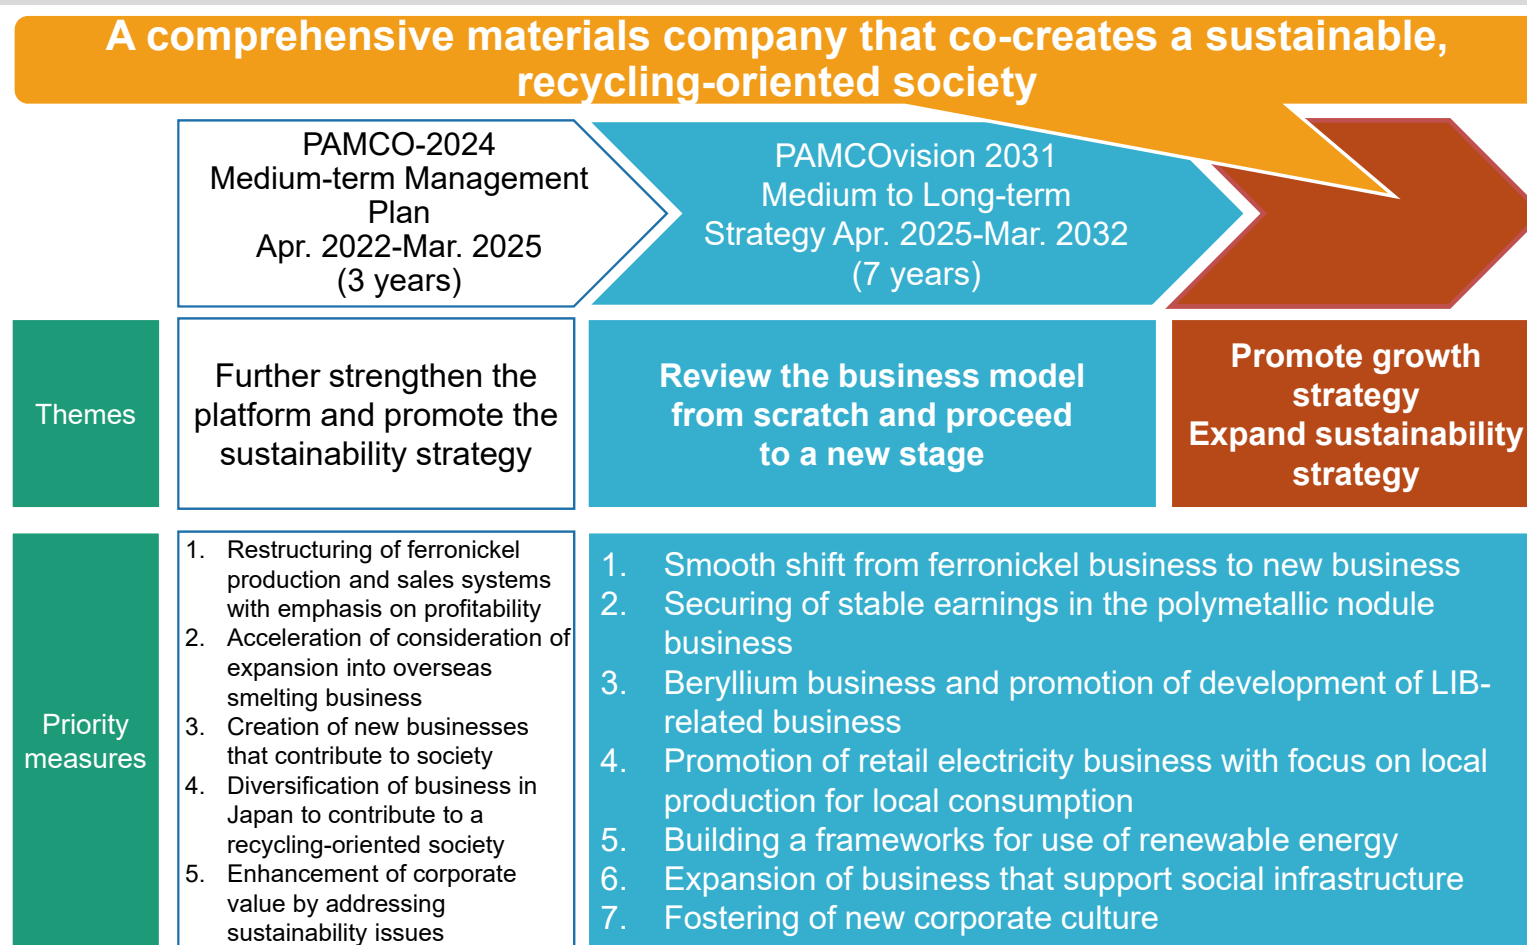 A comprehensive materials company that co-creates a sustainable,
recycling-oriented society
PAMCO-2024
Medium-term Management
Plan
Apr. 2022-Mar. 2025
(3 years)
PAMCOvision 2031
Medium to Long-term
Strategy Apr. 2025-Mar. 2032
(7 years)
Themes
Further strengthen the
platform and promote the
sustainability strategy
Review the business model
from scratch and proceed
to a new stage
Promote growth
strategy
Expand sustainability
strategy
Priority
measures
1. Restructuring of ferronickel
production and sales systems
with emphasis on profitability
2. Acceleration of consideration of
expansion into overseas
smelting business
3. Creation of new businesses
that contribute to society
4. Diversification of business in
Japan to contribute to a
recycling-oriented society
5. Enhancement of corporate
value by addressing
sustainability issues
1. Smooth shift from ferronickel business to new business
2. Securing of stable earnings in the polymetallic nodule
business
3. Beryllium business and promotion of development of LIB-
related business
4. Promotion of retail electricity business with focus on local
production for local consumption
5. Building a frameworks for use of renewable energy
6. Expansion of business that support social infrastructure
7. Fostering of new corporate culture